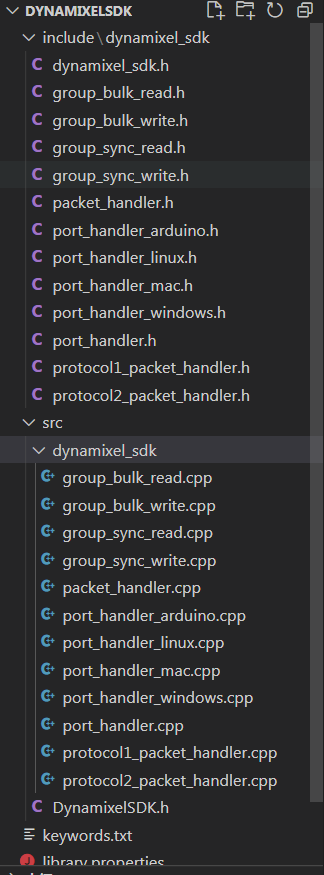 DYNAMIXELSDK
include\dynamixel_sdk
C dynamixel_sdk.h
C group_bulk_read.h
C group_bulk_write.h
C group_sync_read.h
C group_sync_write.h
C packet_handler.h
C port_handler_arduino.h
C port_handler_linux.h
C port_handler_mac.h
C port_handler_windows.h
C port_handler.h
C protocol1_packet_handler.h
C protocol2_packet_handler.h
src
dynamixel_sdk
group_bulk_read.cpp
group_bulk_write.cpp
group_sync_read.cpp
group_sync_write.cpp
packet_handler.cpp
port_handler_arduino.cpp
port_handler_linux.cpp
port_handler_mac.cpp
port_handler_windows.cpp
port_handler.cpp
protocol1_packet_handler.cpp
protocol2_packet_handler.cpp
C DynamixelSDK.h
keywords.txt
library.properties